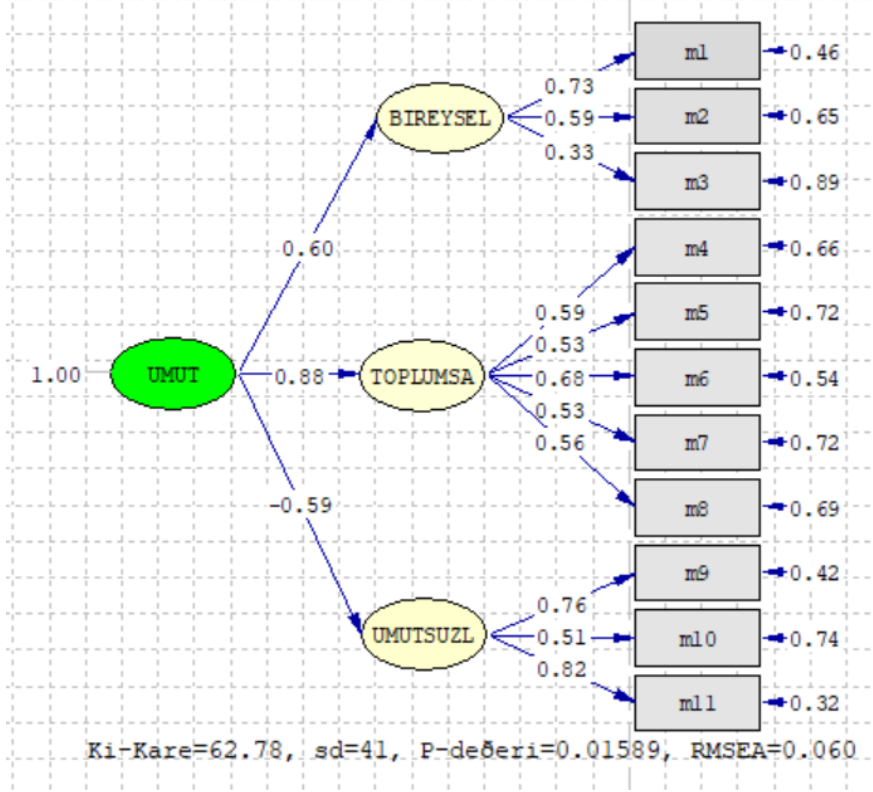 m1
0.46
0.73
BIREYSEL
0.59
m2
0.65
0.33
m3
0.89
0.60
m4
0.66
0.59
m5
0.72
0.53
1.00
UMUT
0.88
TOPLUMSA
0.68
m6
0.54
0.53
m7
0.72
0.56
m8
0.69
-0.59
m9
0.42
0.76
UMUTSUZL
0.51
m10
0.74
0.82
m11
0.32
Ki-Kare=62.78, sd=41, P-deðeri=0.01589, RMSEA=0.060